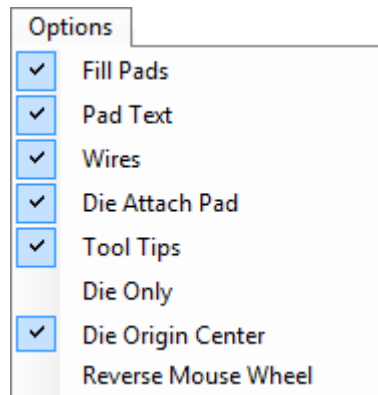 Options
Fill Pads
Pad Text
Wires
Die Attach Pad
Tool Tips
Die Only
Die Origin Center
Reverse Mouse Wheel